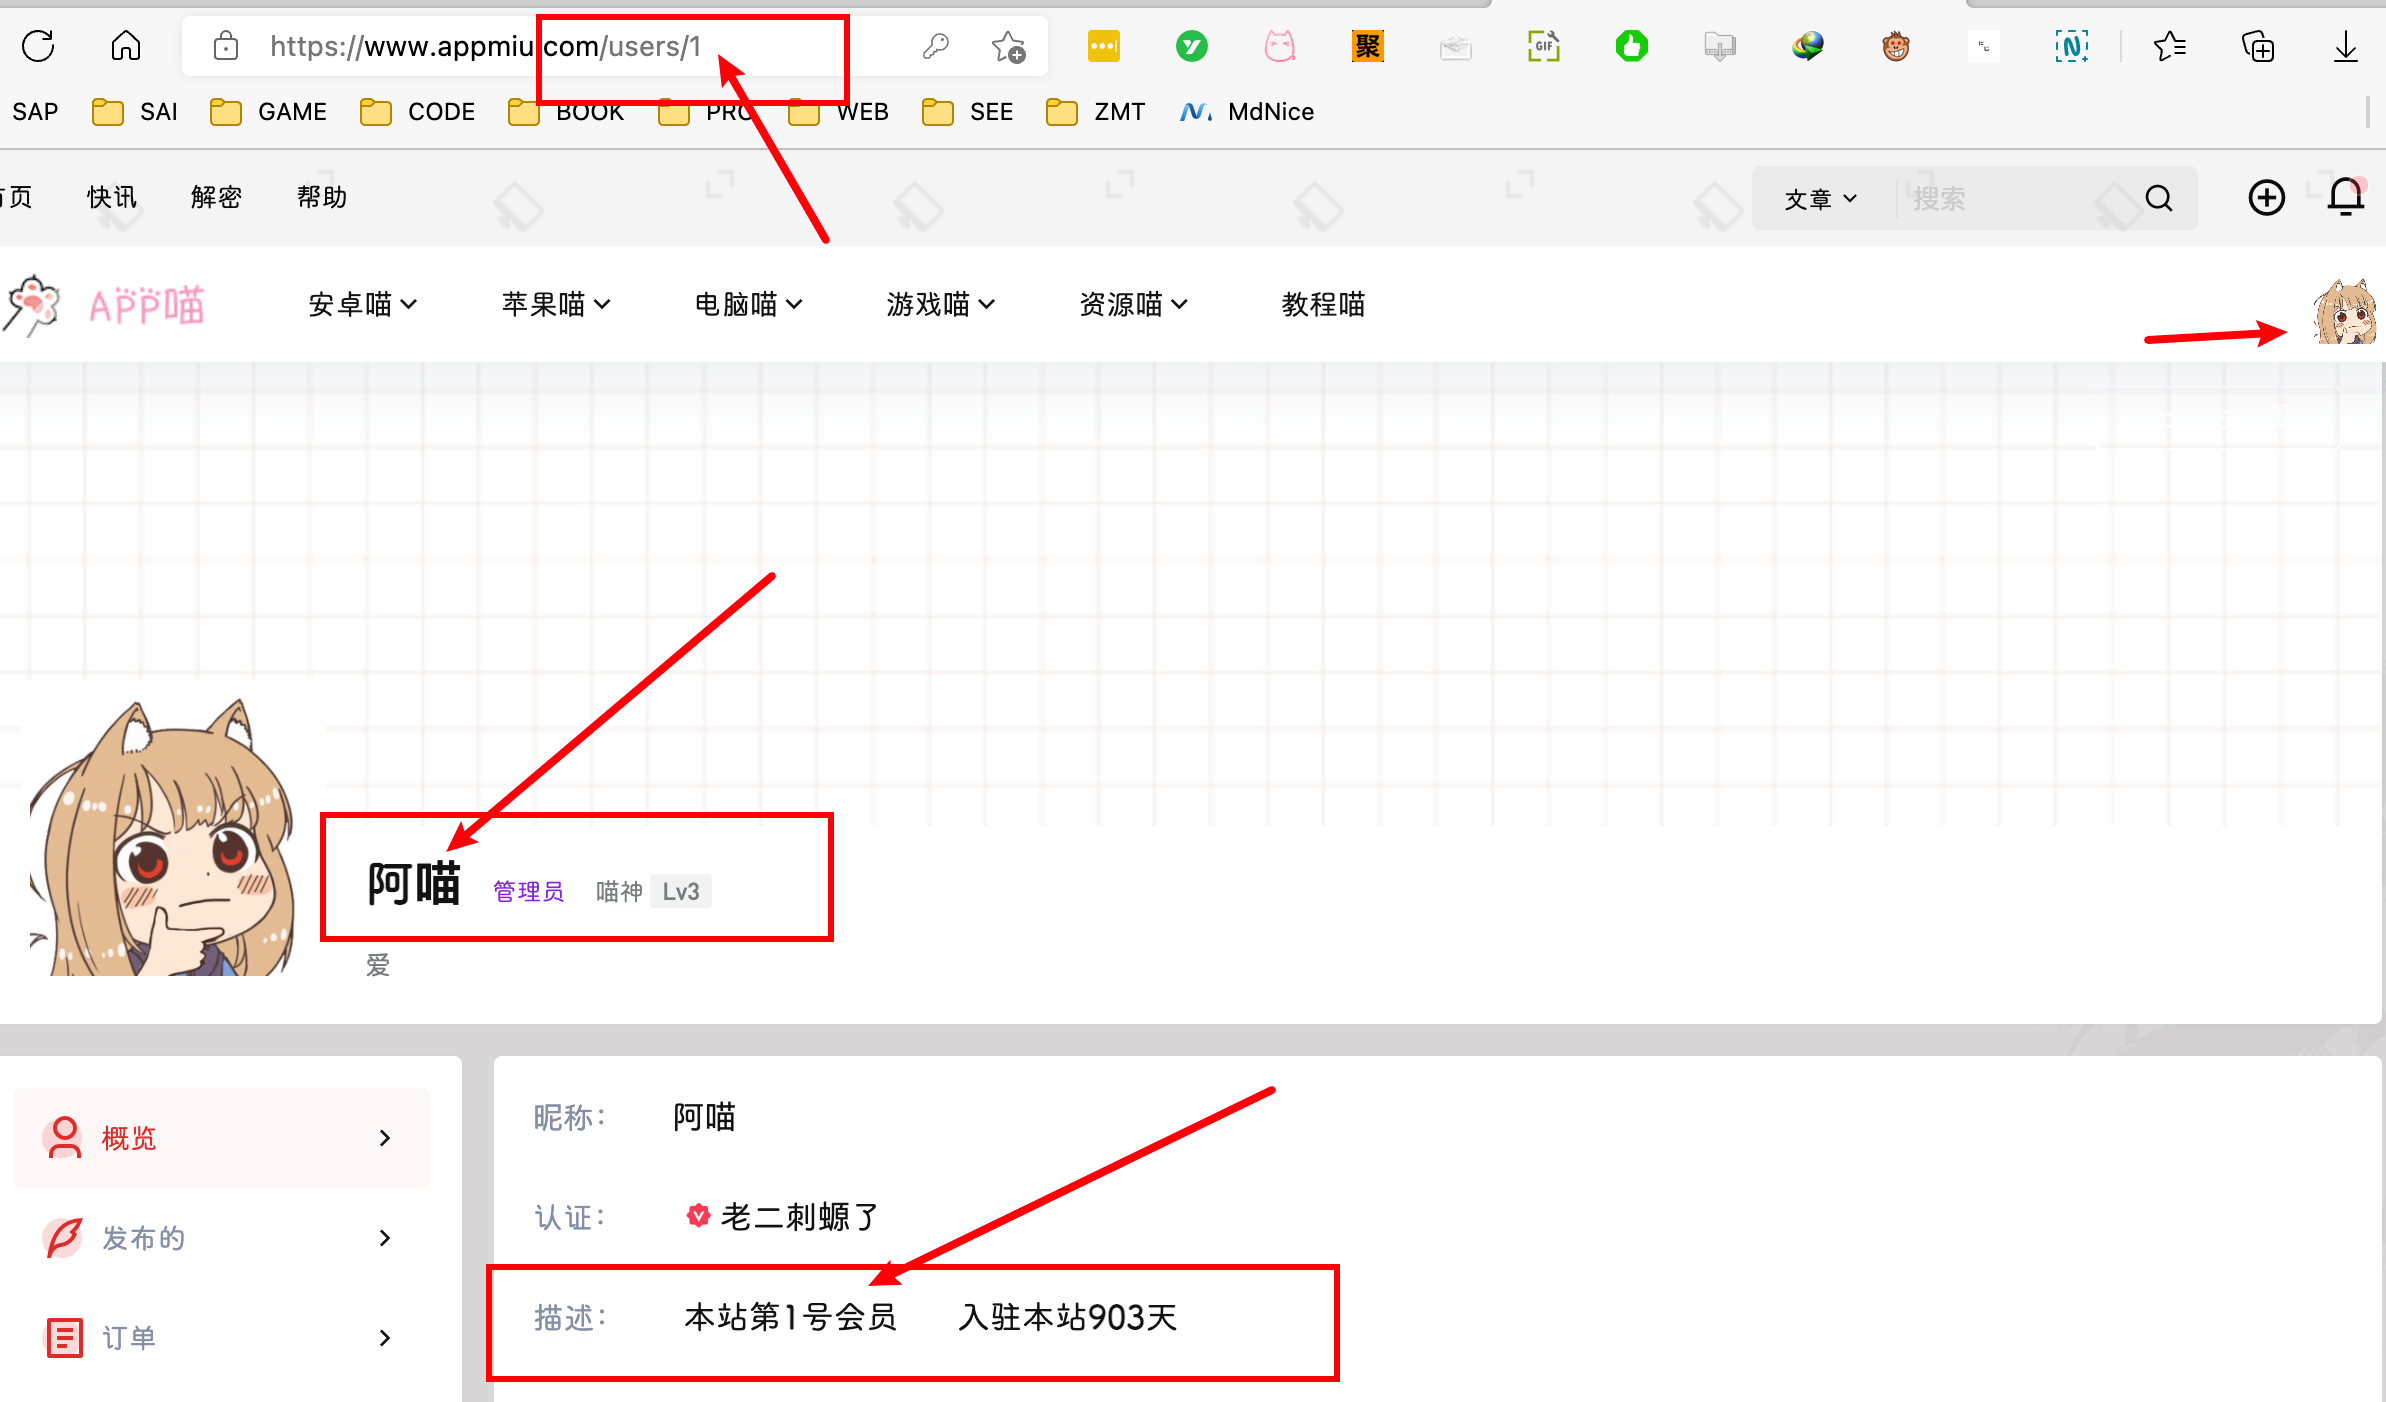 https://www.appmiu.com/users/1
SAP SAI GAME CODE BOOK PRO WEB SEE ZMT MdNice
首页 快讯 解密 帮助 文章 搜索
APP喵 安卓喵 苹果喵 电脑喵 游戏喵 资源喵 教程喵
阿喵 管理员 喵神 Lv3
爱
概览
发布的
订单
昵称： 阿喵
认证： 老二刺螈了
描述： 本站第1号会员 入驻本站903天
聚
GIF